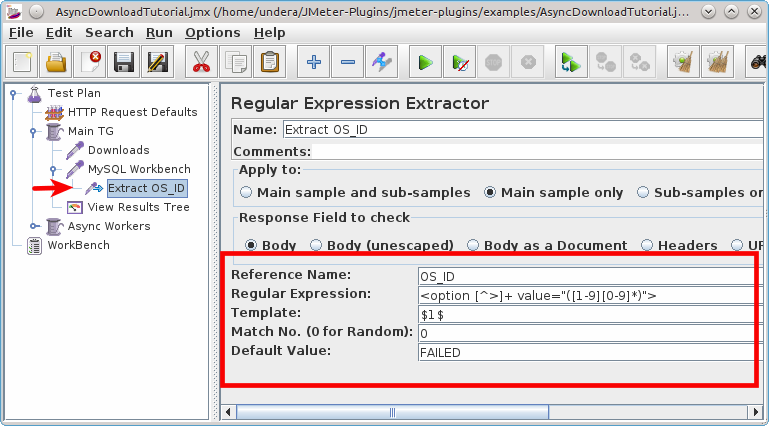 AsyncDownloadTutorial.jmx (/home/undera/JMeter-Plugins/jmeter-plugins/examples/AsyncDownloadTutorial.j...
File Edit Search Run Options Help
Test Plan
HTTP Request Defaults
Main TG
Downloads
MySQL Workbench
Extract OS_ID
View Results Tree
Async Workers
WorkBench
Regular Expression Extractor
Name: Extract OS_ID
Comments:
Apply to:
Main sample and sub-samples Main sample only Sub-samples on
Response Field to check
Body Body (unescaped) Body as a Document Headers UR
Reference Name: OS_ID
Regular Expression: <option [^>]+ value="([1-9][0-9]*)">
Template: $1$
Match No. (0 for Random): 0
Default Value: FAILED